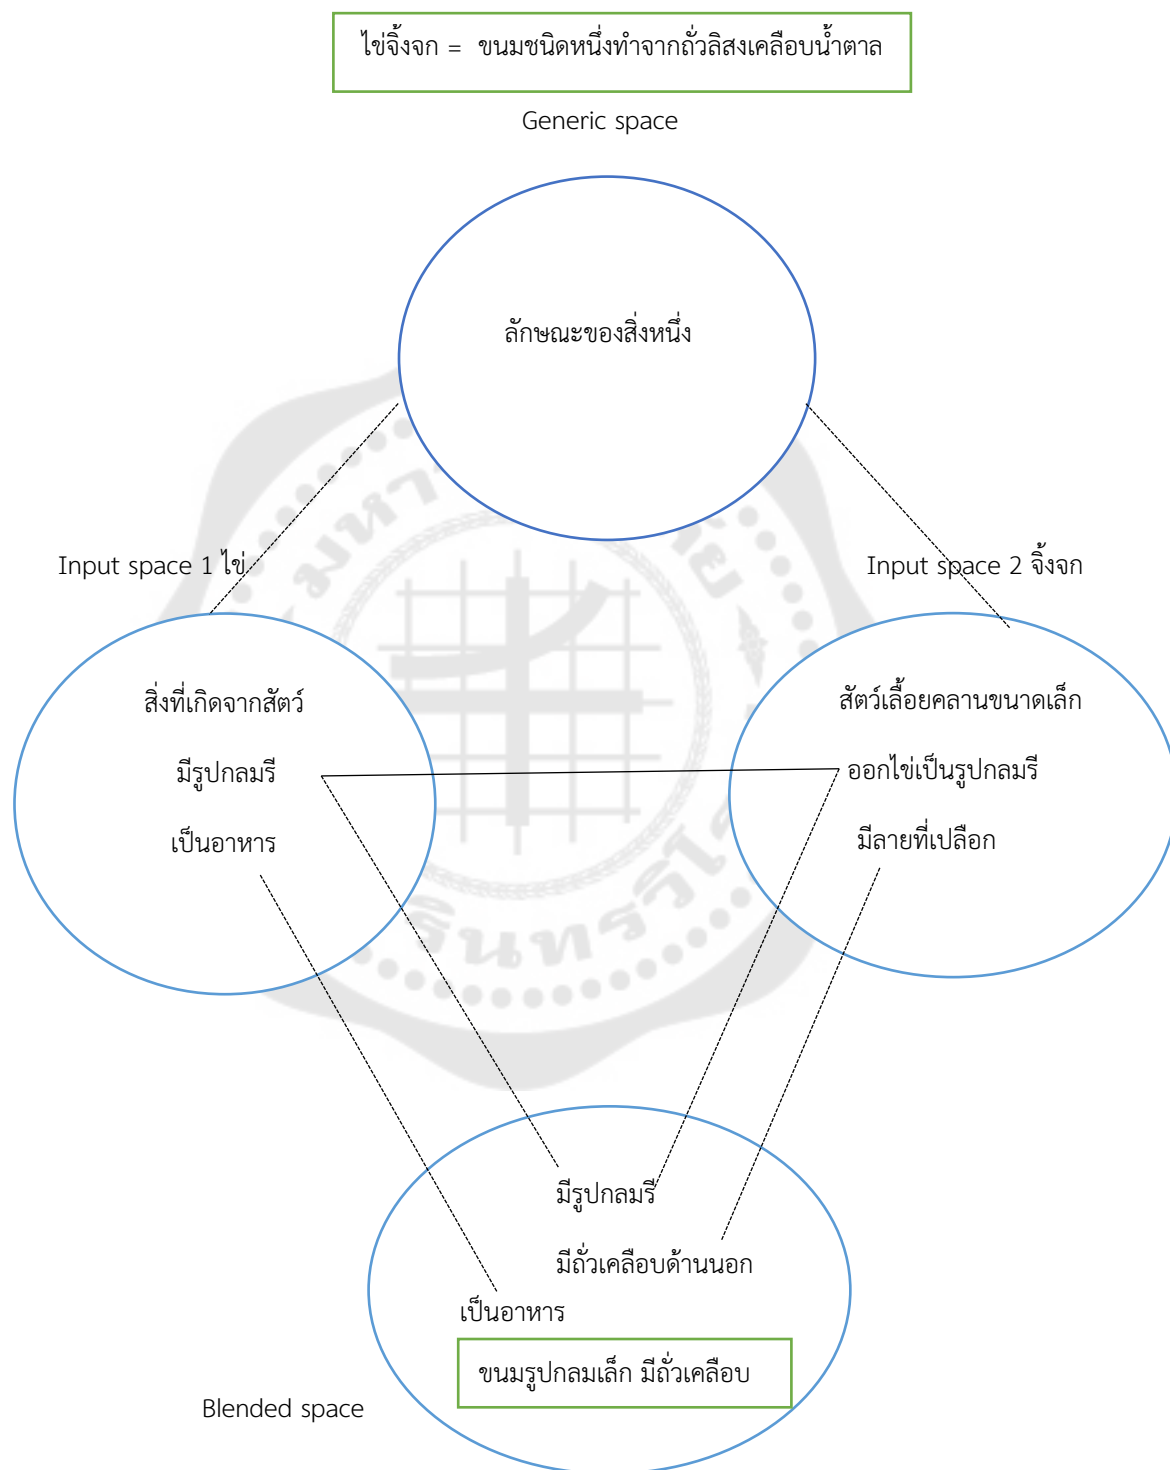 ไข่จิ้งจก = ขนมชนิดหนึ่งทำจากถั่วลิสงเคลือบน้ำตาล
Generic space
ลักษณะของสิ่งหนึ่ง
Input space 1 ไข่
Input space 2 จิ้งจก
สิ่งที่เกิดจากสัตว์
มีรูปกลมรี
เป็นอาหาร
สัตว์เลื้อยคลานขนาดเล็ก
ออกไข่เป็นรูปกลมรี
มีลายที่เปลือก
มีรูปกลมรี
มีถั่วเคลือบด้านนอก
เป็นอาหาร
ขนมรูปกลมเล็ก มีถั่วเคลือบ
Blended space